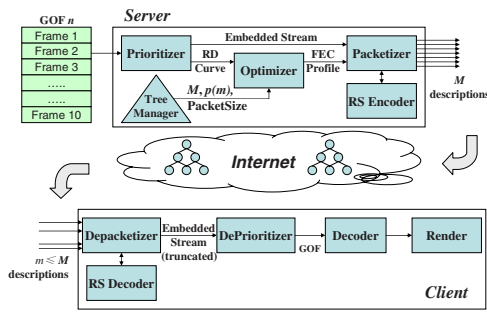 GOF n
Server
Frame 1
Frame 2
Frame 3
.....
.....
Frame 10
Embedded Stream
Prioritizer
RD
Curve
Optimizer
FEC
Profile
Packetizer
Tree
Manager
M, p(m),
PacketSize
RS Encoder
M
descriptions
Internet
Depacketizer
Embedded
Stream
(truncated)
DePrioritizer
GOF
Decoder
Render
m ≤ M
descriptions
RS Decoder
Client